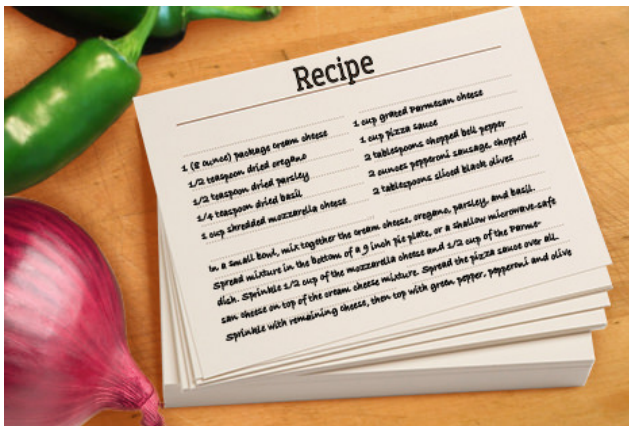 Recipe
1 (8 ounce) package cream cheese
1/2 teaspoon dried oregano
1/2 teaspoon dried parsley
1/4 teaspoon dried basil
1 cup shredded mozzarella cheese
1 cup grated Parmesan cheese
1 cup pizza sauce
2 tablespoons chopped bell pepper
2 ounces pepperoni sausage, chopped
2 tablespoons sliced black olives
In a small bowl, mix together the cream cheese, oregano, parsley, and basil.
Spread mixture in the bottom of a 9 inch pie plate, or a shallow microwave-safe
dish. Sprinkle 1/2 cup of the mozzarella cheese and 1/2 cup of the Parme-
san cheese on top of the cream cheese mixture. Spread the pizza sauce over all.
Sprinkle with remaining cheese, then top with green pepper, pepperoni and olive